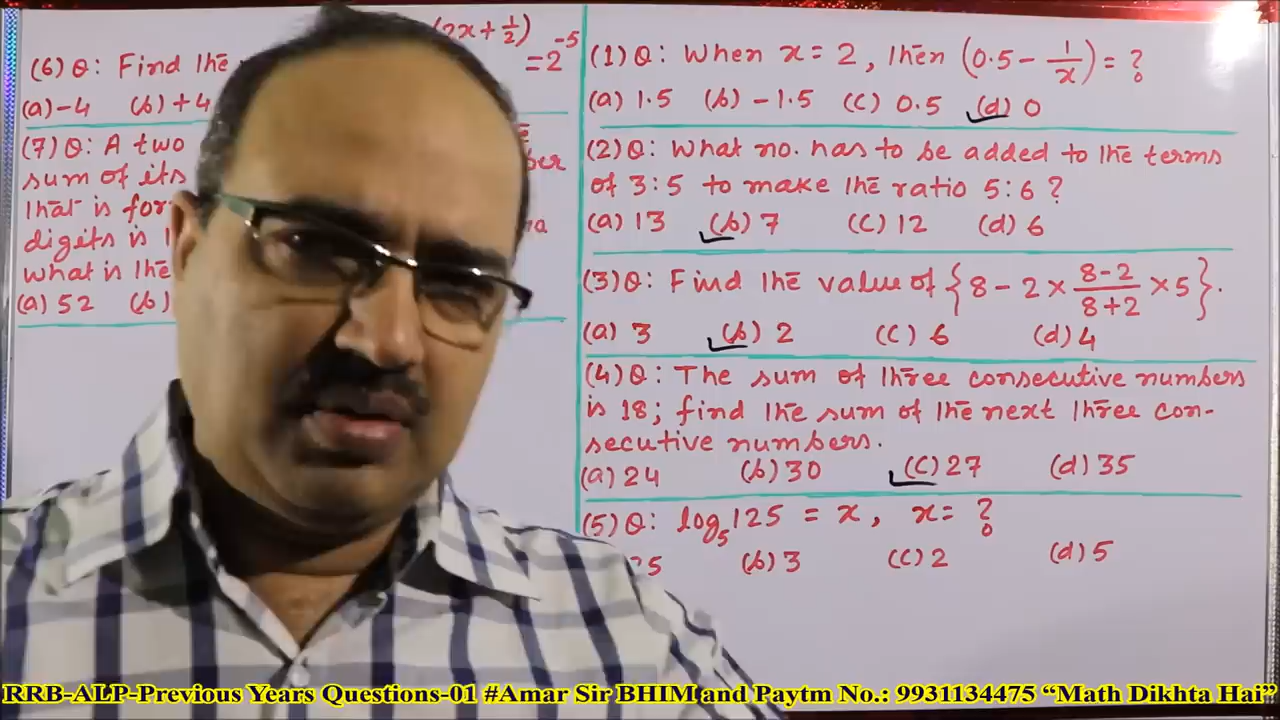 (6) Q: Find the (2x + 1/2) = 2^-5
(a) -4 (b) +4
(7) Q: A two
sum of its ber
that is for
digits is 1 a
what is the
(a) 52 (b)
(1) Q: When x = 2, then (0.5 - 1/x) = ?
(a) 1.5 (b) -1.5 (c) 0.5 (d) 0
(2) Q: What no. has to be added to the terms
of 3:5 to make the ratio 5:6 ?
(a) 13 (b) 7 (c) 12 (d) 6
(3) Q: Find the value of {8 - 2 × (8-2)/(8+2) × 5}.
(a) 3 (b) 2 (c) 6 (d) 4
(4) Q: The sum of three consecutive numbers
is 18; find the sum of the next three con-
secutive numbers.
(a) 24 (b) 30 (c) 27 (d) 35
(5) Q: log₅125 = x, x = ?
5 (b) 3 (c) 2 (d) 5
RRB-ALP-Previous Years Questions-01 #Amar Sir BHIM and Paytm No.: 9931134475 “Math Dikhta Hai”